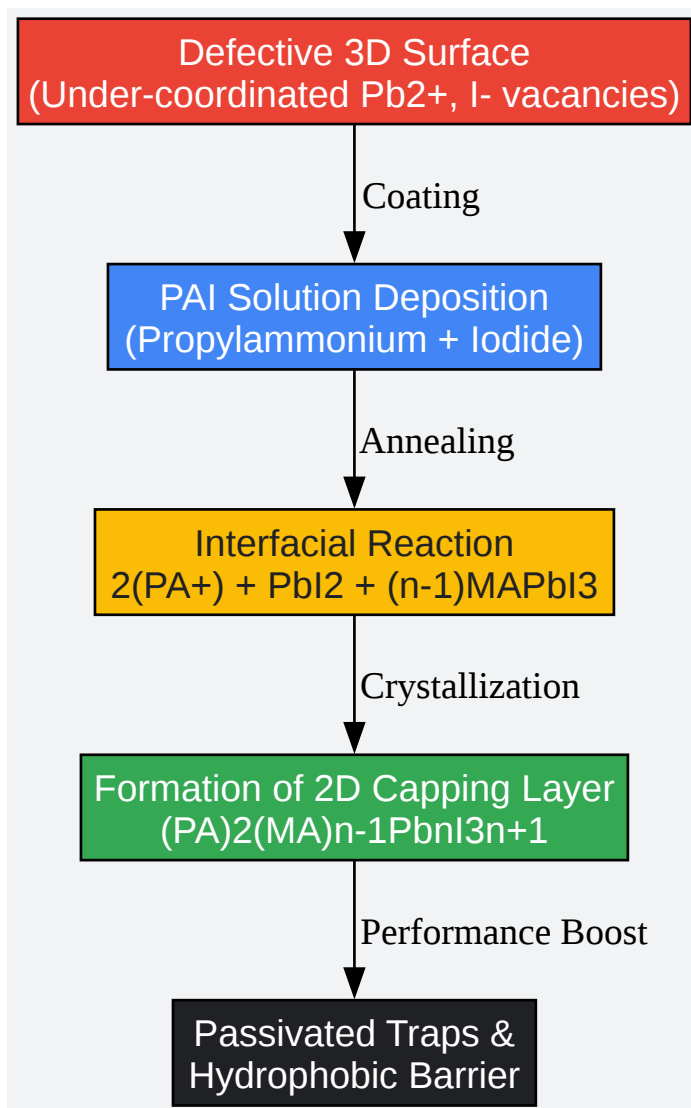 Defective 3D Surface
(Under-coordinated Pb2+, I- vacancies)
Coating
PAI Solution Deposition
(Propylammonium + Iodide)
Annealing
Interfacial Reaction
2(PA+) + PbI2 + (n-1)MAPbI3
Crystallization
Formation of 2D Capping Layer
(PA)2(MA)n-1PbnI3n+1
Performance Boost
Passivated Traps &
Hydrophobic Barrier